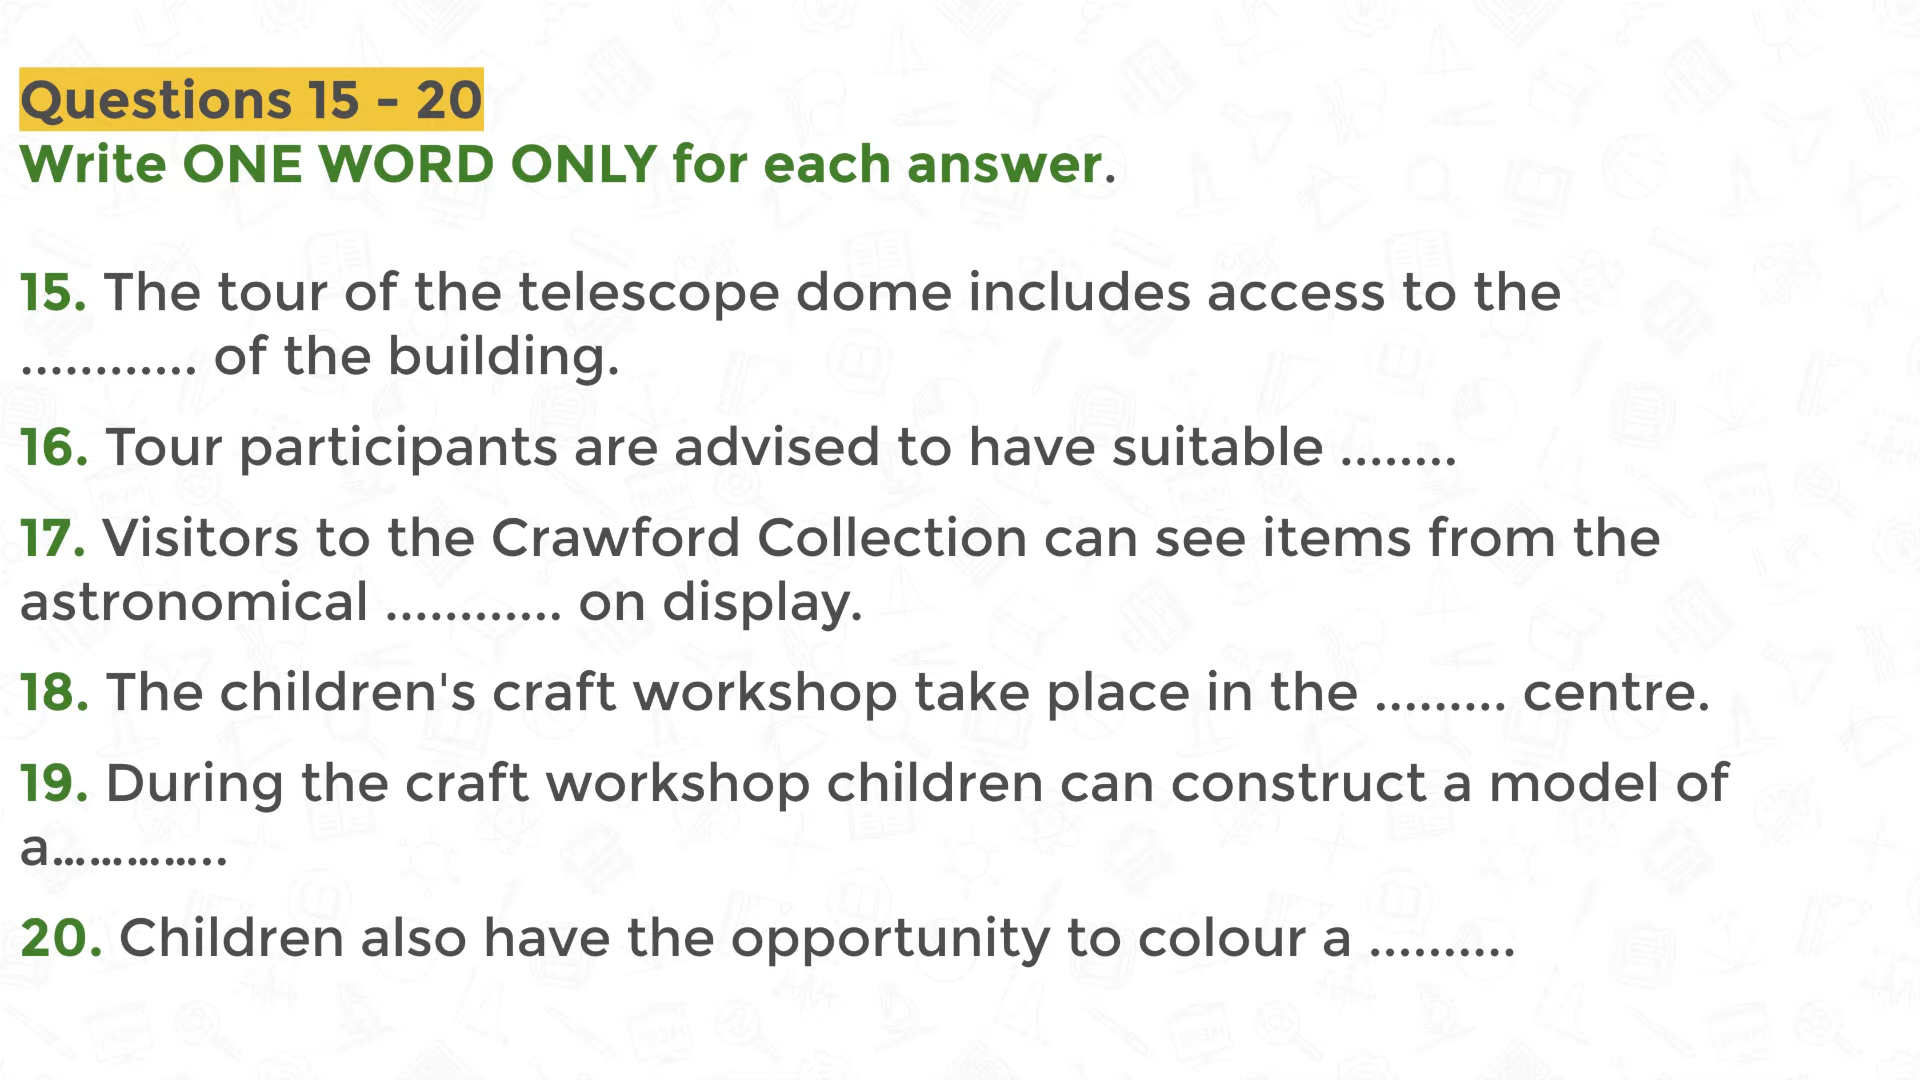 Questions 15 - 20
Write ONE WORD ONLY for each answer.
15. The tour of the telescope dome includes access to the
............ of the building.
16. Tour participants are advised to have suitable ........
17. Visitors to the Crawford Collection can see items from the
astronomical ............ on display.
18. The children's craft workshop take place in the ......... centre.
19. During the craft workshop children can construct a model of
a…………..
20. Children also have the opportunity to colour a ..........